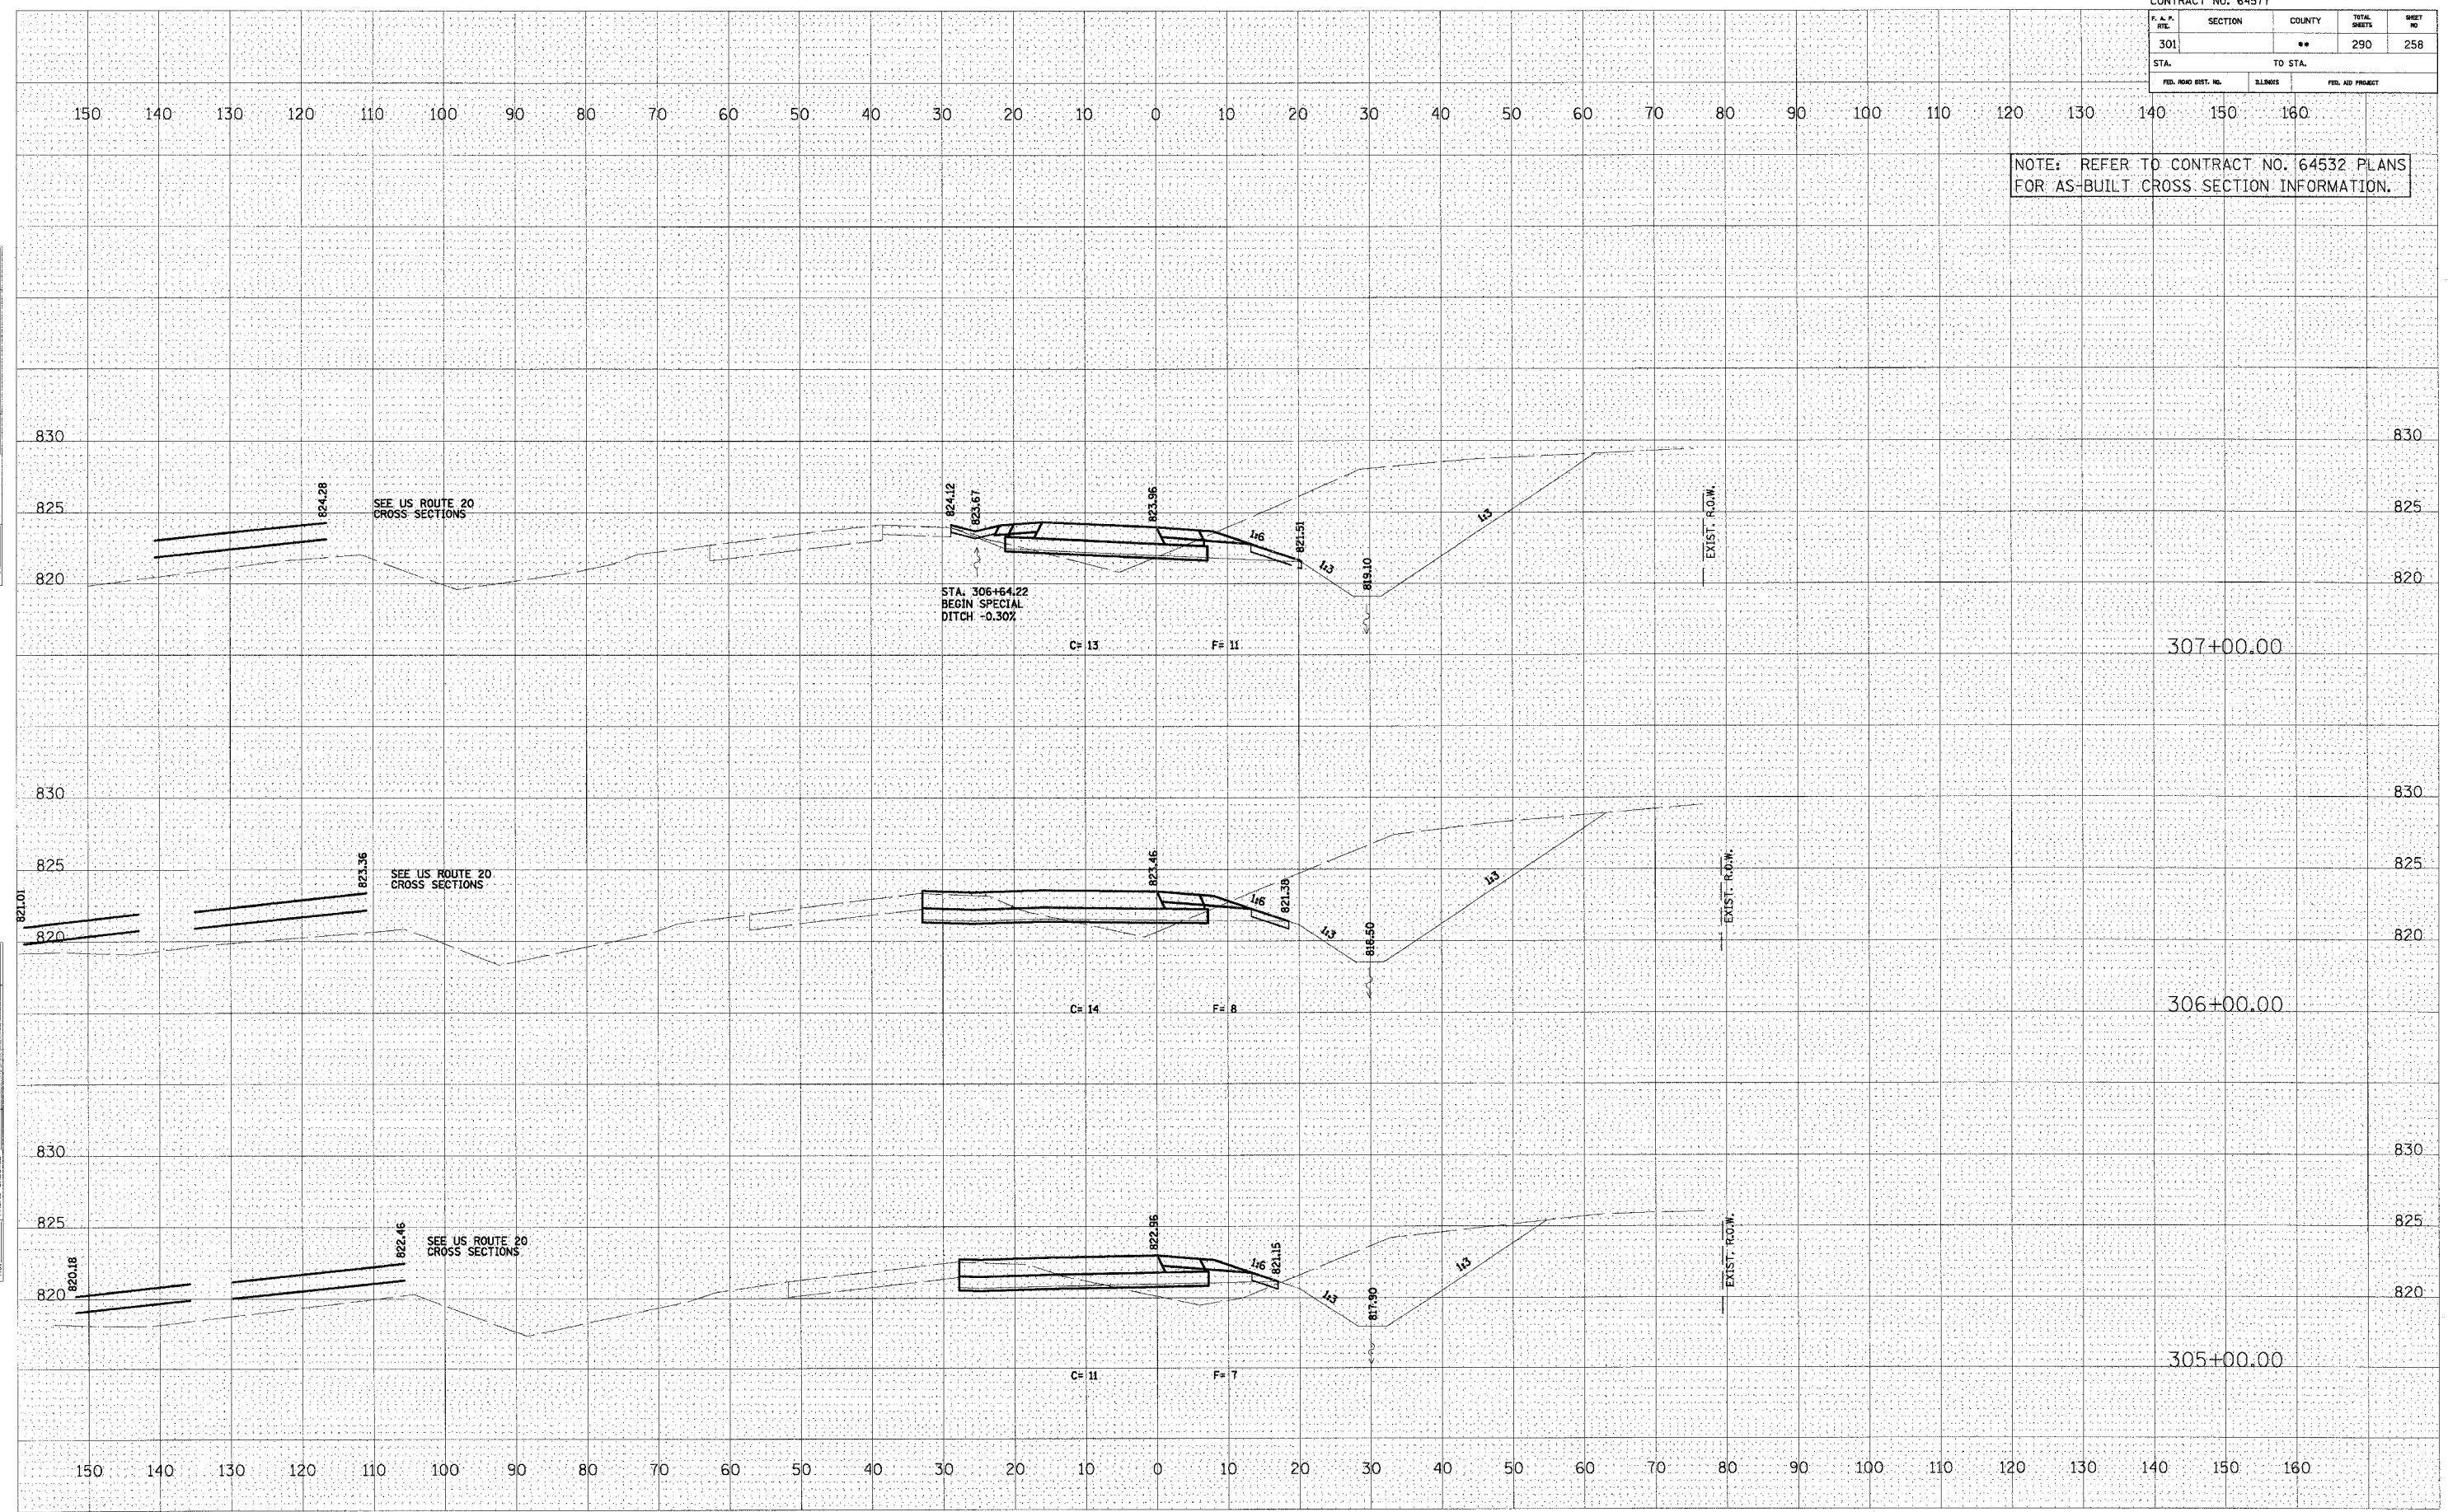 CONTRACT NO. 64577
F. A. P. RTE. SECTION COUNTY TOTAL SHEETS SHEET NO
301 ** 290 258
STA. TO STA.
FED. ROAD DIST. NO. ILLINOIS FED. AID PROJECT
150 140 130 120 110 100 90 80 70 60 50 40 30 20 10 0 10 20 30 40 50 60 70 80 90 100 110 120 130 140 150 160
NOTE: REFER TO CONTRACT NO. 64532 PLANS
FOR AS-BUILT CROSS SECTION INFORMATION.
830 830
825 824.28
SEE US ROUTE 20
CROSS SECTIONS
824.12 823.67 823.96 1:6 821.51 1:3 819.10 1:3 EXIST. R.O.W. 825
820 820
STA. 306+64.22
BEGIN SPECIAL
DITCH -0.30%
C= 13 F= 11 307+00.00
830 830
825 821.01 823.36
SEE US ROUTE 20
CROSS SECTIONS
823.46 1:6 821.38 1:3 818.50 1:3 EXIST. R.O.W. 825
820 820
C= 14 F= 8 306+00.00
830 830
825 820.18 822.46
SEE US ROUTE 20
CROSS SECTIONS
822.96 1:6 821.15 1:3 817.90 1:3 EXIST. R.O.W. 825
820 820
C= 11 F= 7 305+00.00
150 140 130 120 110 100 90 80 70 60 50 40 30 20 10 0 10 20 30 40 50 60 70 80 90 100 110 120 130 140 150 160